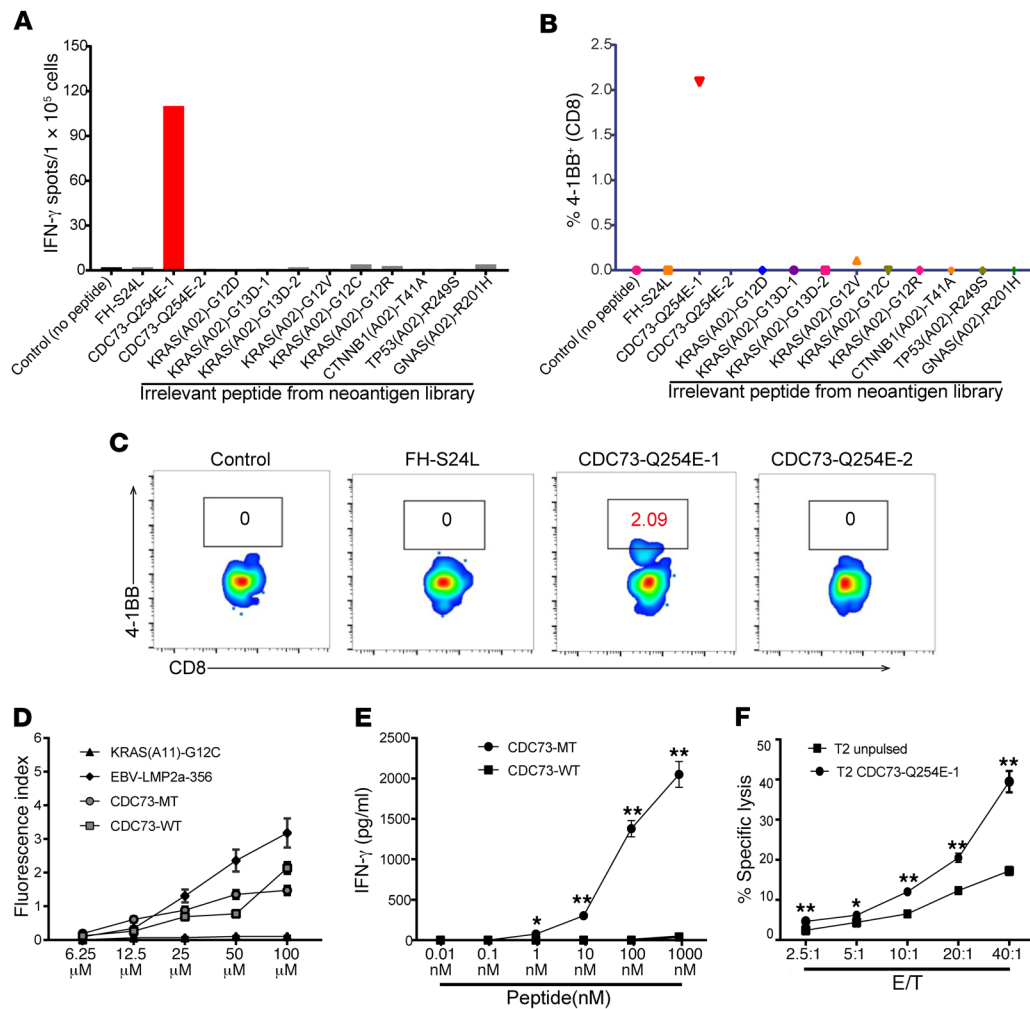 A
IFN-γ spots/1 × 10⁵ cells
150
120
90
60
30
0
Control (no peptide)
FH-S24L
CDC73-Q254E-1
CDC73-Q254E-2
KRAS(A02)-G12D
KRAS(A02)-G13D-1
KRAS(A02)-G13D-2
KRAS(A02)-G12V
KRAS(A02)-G12C
KRAS(A02)-G12R
CTNNB1(A02)-T41A
TP53(A02)-R249S
GNAS(A02)-R201H
Irrelevant peptide from neoantigen library
B
% 4-1BB⁺ (CD8)
2.5
2.0
1.5
1.0
0.5
0.0
Control (no peptide)
FH-S24L
CDC73-Q254E-1
CDC73-Q254E-2
KRAS(A02)-G12D
KRAS(A02)-G13D-1
KRAS(A02)-G13D-2
KRAS(A02)-G12V
KRAS(A02)-G12C
KRAS(A02)-G12R
CTNNB1(A02)-T41A
TP53(A02)-R249S
GNAS(A02)-R201H
Irrelevant peptide from neoantigen library
C
Control
FH-S24L
CDC73-Q254E-1
CDC73-Q254E-2
0
0
2.09
0
4-1BB
CD8
D
Fluorescence index
6
5
4
3
2
1
0
KRAS(A11)-G12C
EBV-LMP2a-356
CDC73-MT
CDC73-WT
6.25 12.5 25 50 100
μM μM μM μM μM
E
IFN-γ (pg/ml)
2500
2000
1500
1000
500
0
CDC73-MT
CDC73-WT
* ** ** **
0.01 0.1 1 10 100 1000
nM nM nM nM nM nM
Peptide(nM)
F
% Specific lysis
50
40
30
20
10
0
T2 unpulsed
T2 CDC73-Q254E-1
** * ** ** **
2.5:1 5:1 10:1 20:1 40:1
E/T